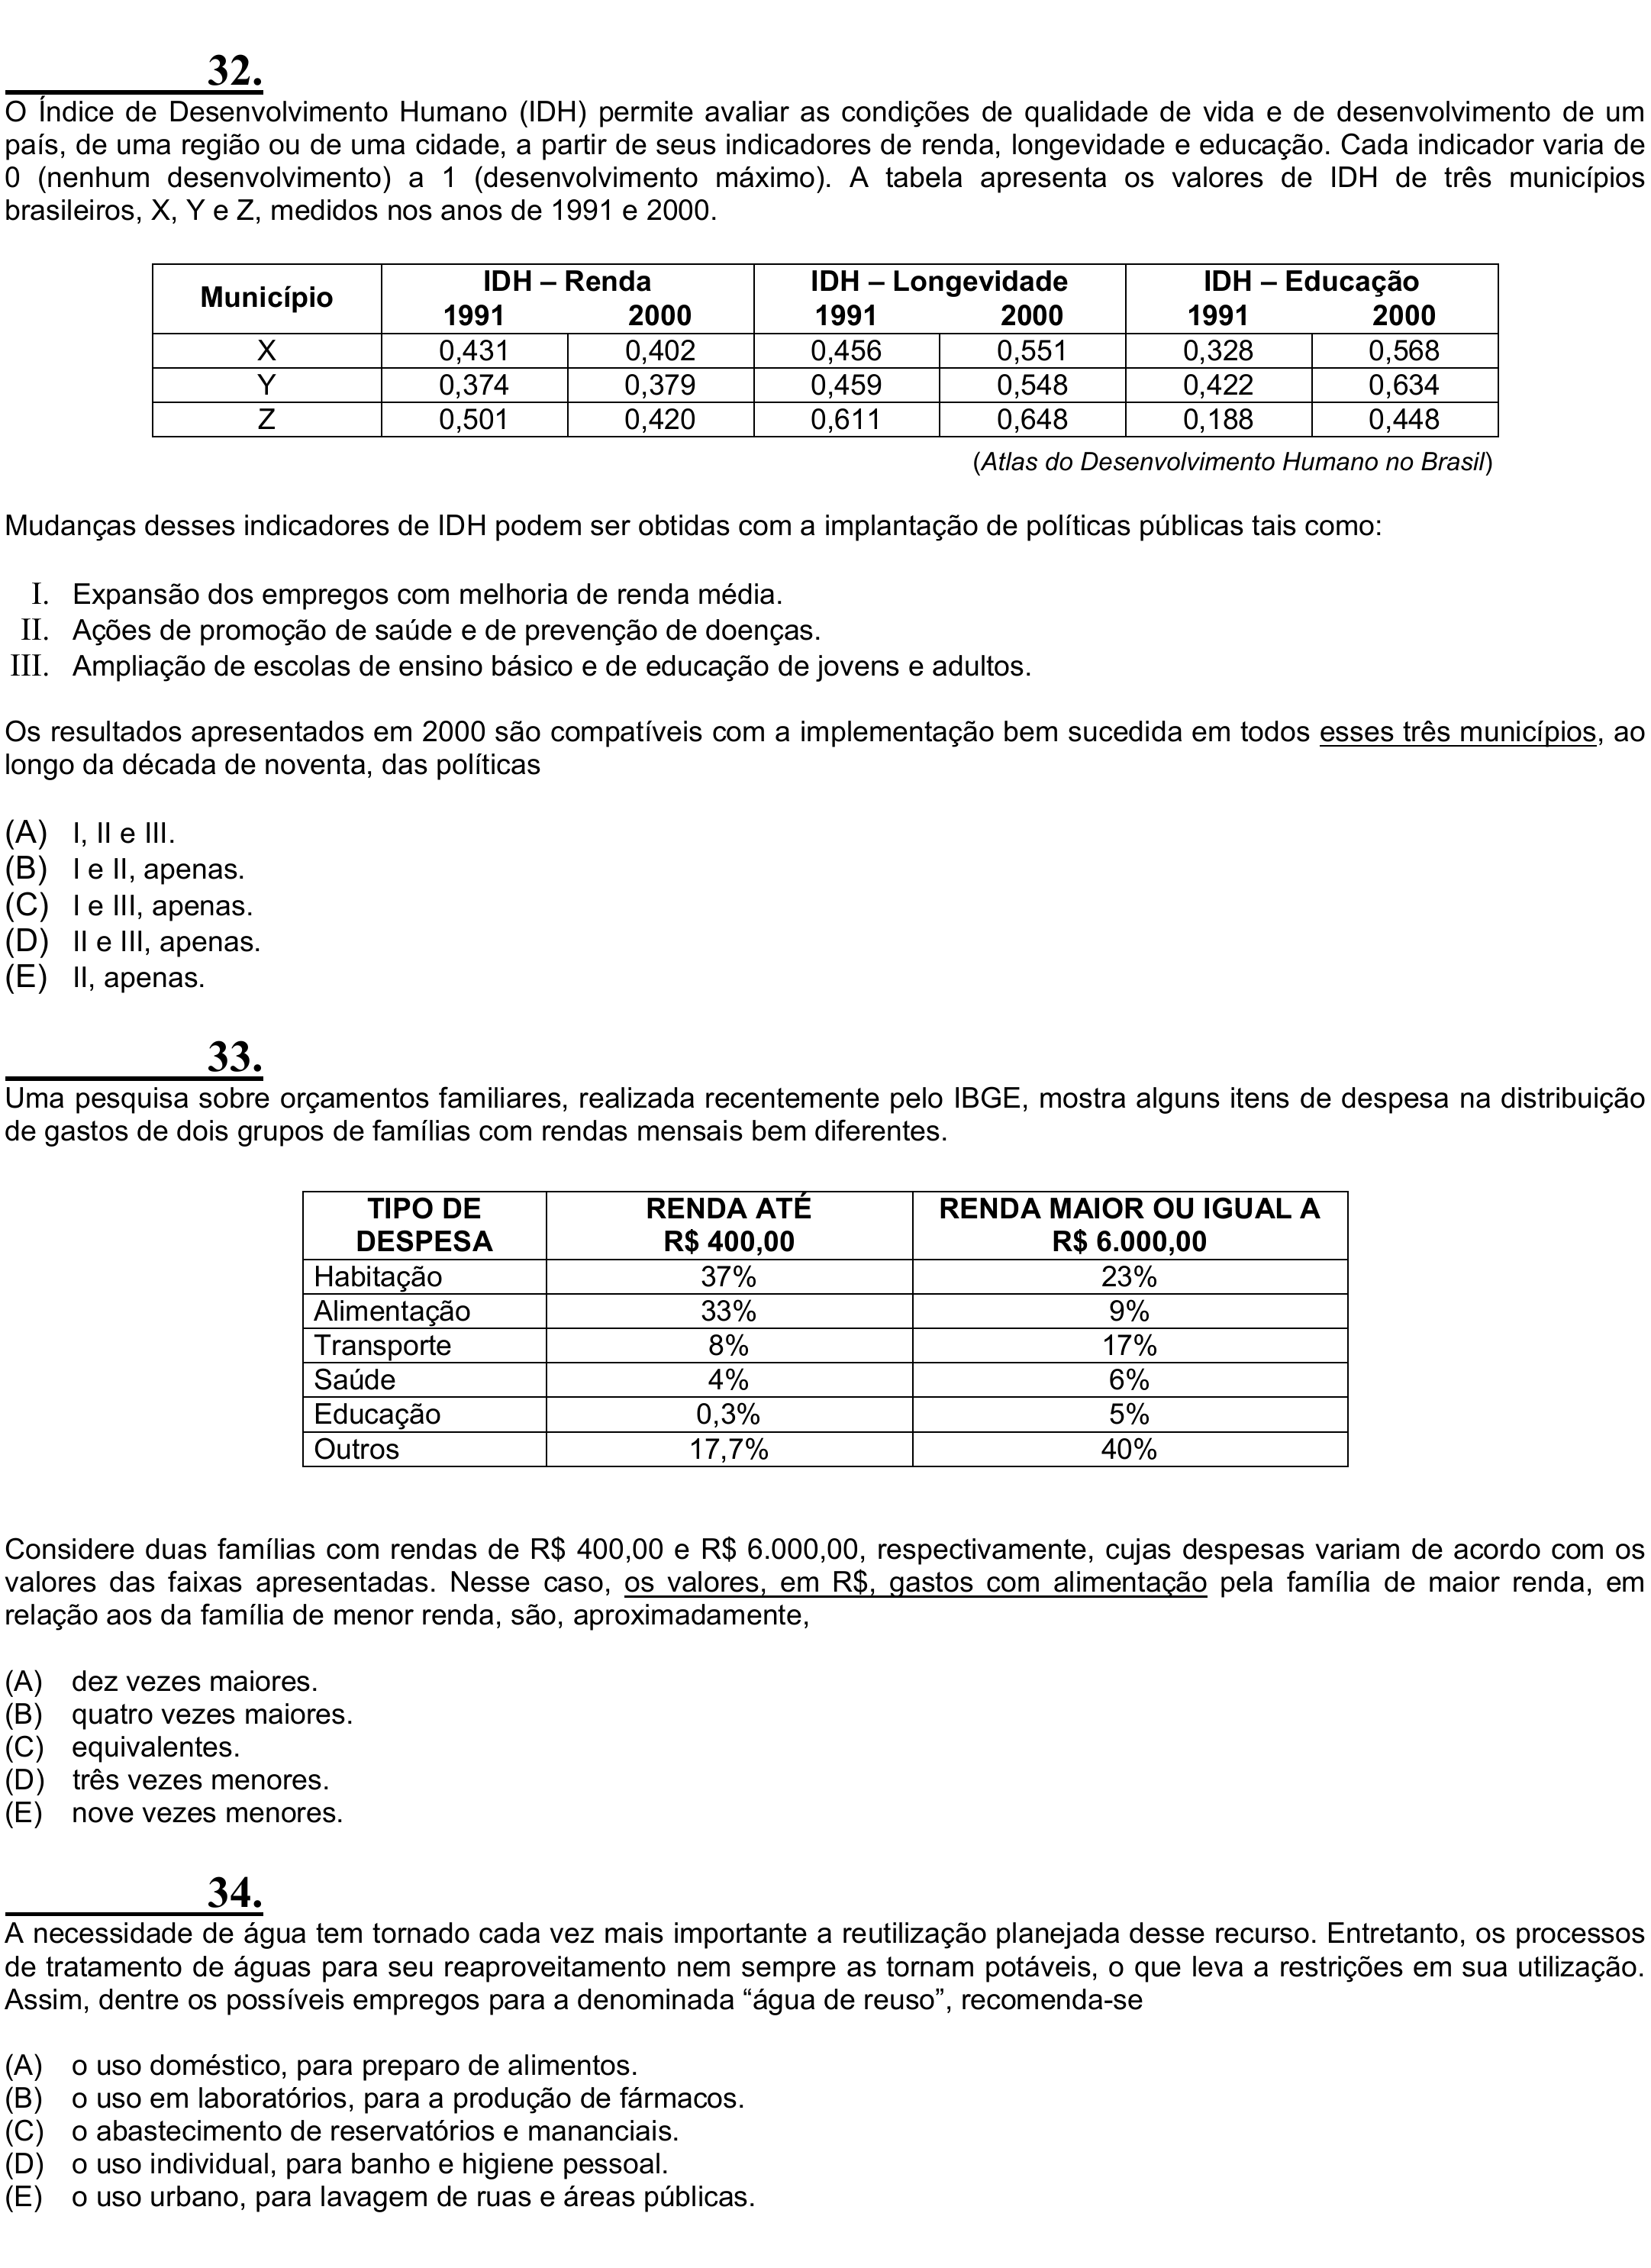 32.
O Índice de Desenvolvimento Humano (IDH) permite avaliar as condições de qualidade de vida e de desenvolvimento de um
país, de uma região ou de uma cidade, a partir de seus indicadores de renda, longevidade e educação. Cada indicador varia de
0 (nenhum desenvolvimento) a 1 (desenvolvimento máximo). A tabela apresenta os valores de IDH de três municípios
brasileiros, X, Y e Z, medidos nos anos de 1991 e 2000.
Município IDH – Renda IDH – Longevidade IDH – Educação
1991 2000 1991 2000 1991 2000
X 0,431 0,402 0,456 0,551 0,328 0,568
Y 0,374 0,379 0,459 0,548 0,422 0,634
Z 0,501 0,420 0,611 0,648 0,188 0,448
(Atlas do Desenvolvimento Humano no Brasil)
Mudanças desses indicadores de IDH podem ser obtidas com a implantação de políticas públicas tais como:
I. Expansão dos empregos com melhoria de renda média.
II. Ações de promoção de saúde e de prevenção de doenças.
III. Ampliação de escolas de ensino básico e de educação de jovens e adultos.
Os resultados apresentados em 2000 são compatíveis com a implementação bem sucedida em todos esses três municípios, ao
longo da década de noventa, das políticas
(A) I, II e III.
(B) I e II, apenas.
(C) I e III, apenas.
(D) II e III, apenas.
(E) II, apenas.
33.
Uma pesquisa sobre orçamentos familiares, realizada recentemente pelo IBGE, mostra alguns itens de despesa na distribuição
de gastos de dois grupos de famílias com rendas mensais bem diferentes.
TIPO DE RENDA ATÉ RENDA MAIOR OU IGUAL A
DESPESA R$ 400,00 R$ 6.000,00
Habitação 37% 23%
Alimentação 33% 9%
Transporte 8% 17%
Saúde 4% 6%
Educação 0,3% 5%
Outros 17,7% 40%
Considere duas famílias com rendas de R$ 400,00 e R$ 6.000,00, respectivamente, cujas despesas variam de acordo com os
valores das faixas apresentadas. Nesse caso, os valores, em R$, gastos com alimentação pela família de maior renda, em
relação aos da família de menor renda, são, aproximadamente,
(A) dez vezes maiores.
(B) quatro vezes maiores.
(C) equivalentes.
(D) três vezes menores.
(E) nove vezes menores.
34.
A necessidade de água tem tornado cada vez mais importante a reutilização planejada desse recurso. Entretanto, os processos
de tratamento de águas para seu reaproveitamento nem sempre as tornam potáveis, o que leva a restrições em sua utilização.
Assim, dentre os possíveis empregos para a denominada “água de reuso”, recomenda-se
(A) o uso doméstico, para preparo de alimentos.
(B) o uso em laboratórios, para a produção de fármacos.
(C) o abastecimento de reservatórios e mananciais.
(D) o uso individual, para banho e higiene pessoal.
(E) o uso urbano, para lavagem de ruas e áreas públicas.